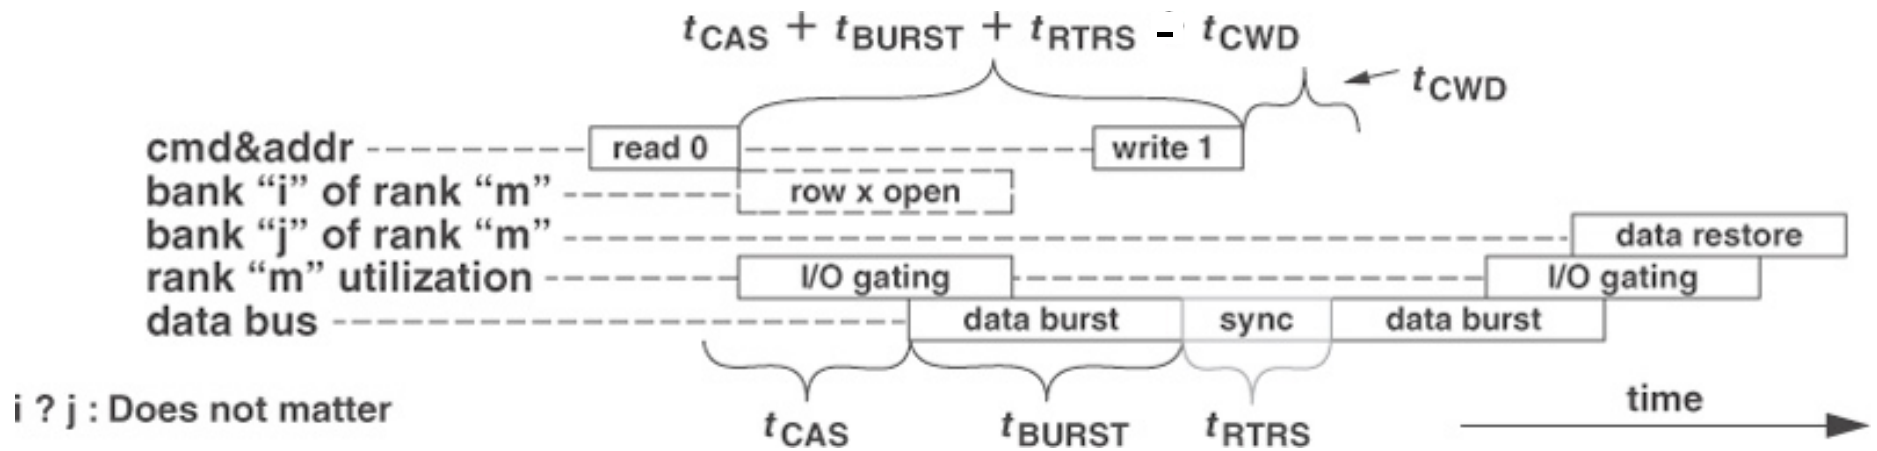 tCAS + tBURST + tRTRS - tCWD
tCWD
cmd&addr read 0 write 1
bank “i” of rank “m” row x open
bank “j” of rank “m” data restore
rank “m” utilization I/O gating I/O gating
data bus data burst sync data burst
i ? j : Does not matter
tCAS tBURST tRTRS
time